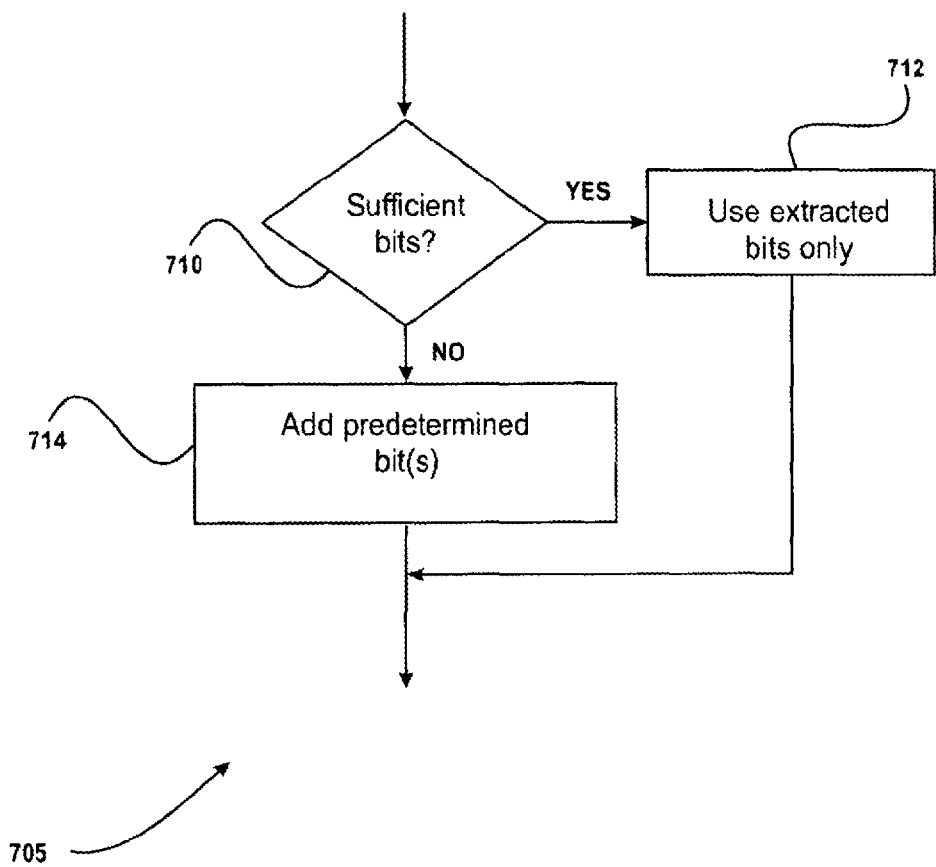 712
YES
Sufficient
bits?
Use extracted
bits only
710
NO
Add predetermined
bit(s)
714
705